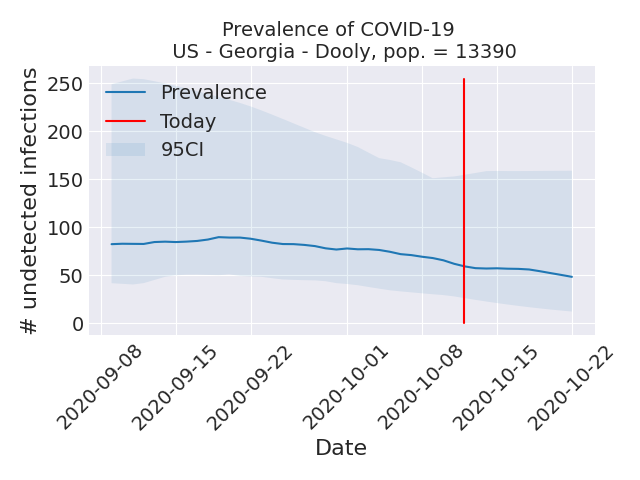 Prevalence of COVID-19
US - Georgia - Dooly, pop. = 13390
# undetected infections
250
200
150
100
50
0
Prevalence
Today
95CI
2020-09-08
2020-09-15
2020-09-22
2020-10-01
2020-10-08
2020-10-15
2020-10-22
Date